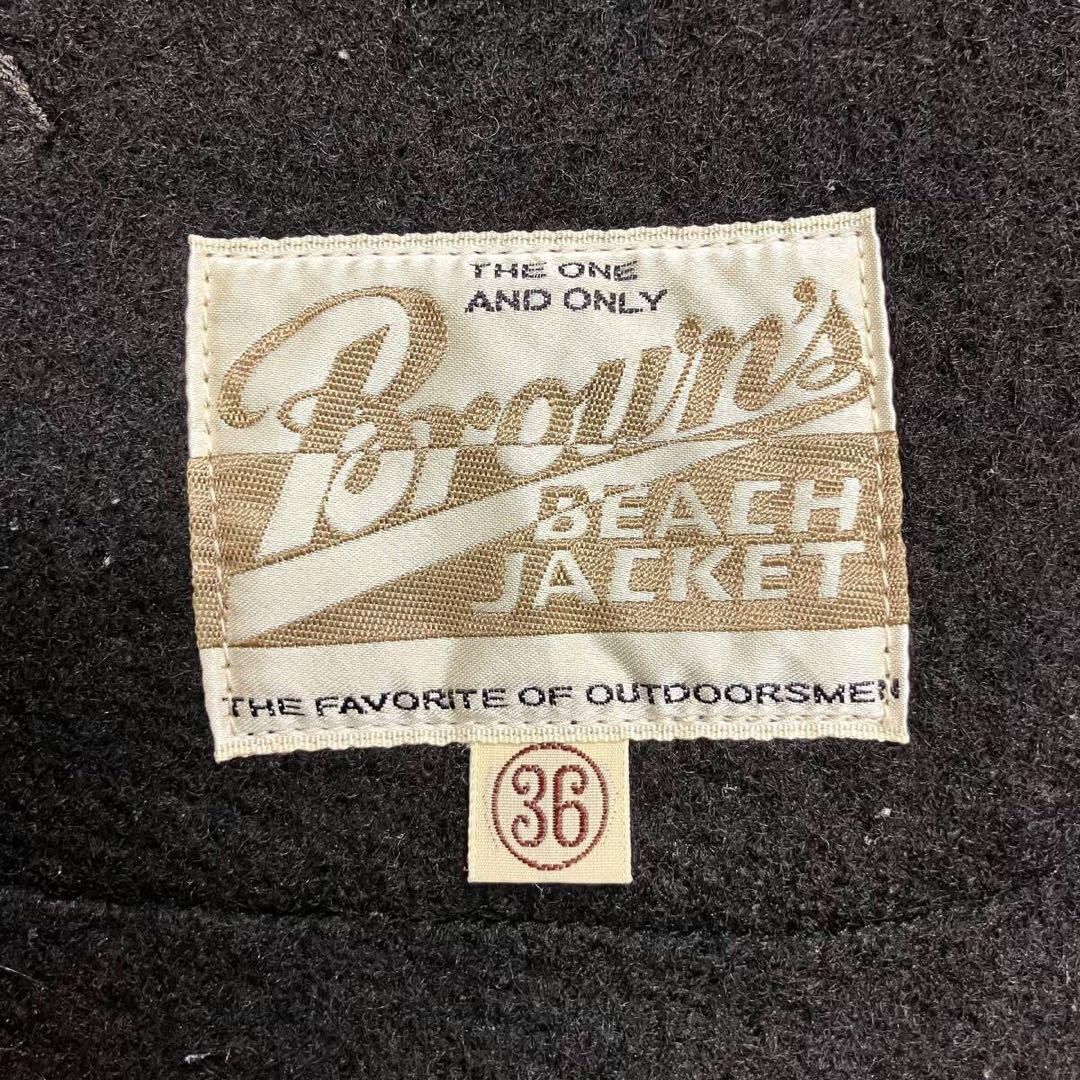 THE ONE
AND ONLY
Brown's
BEACH
JACKET
THE FAVORITE OF OUTDOORSMEN
36